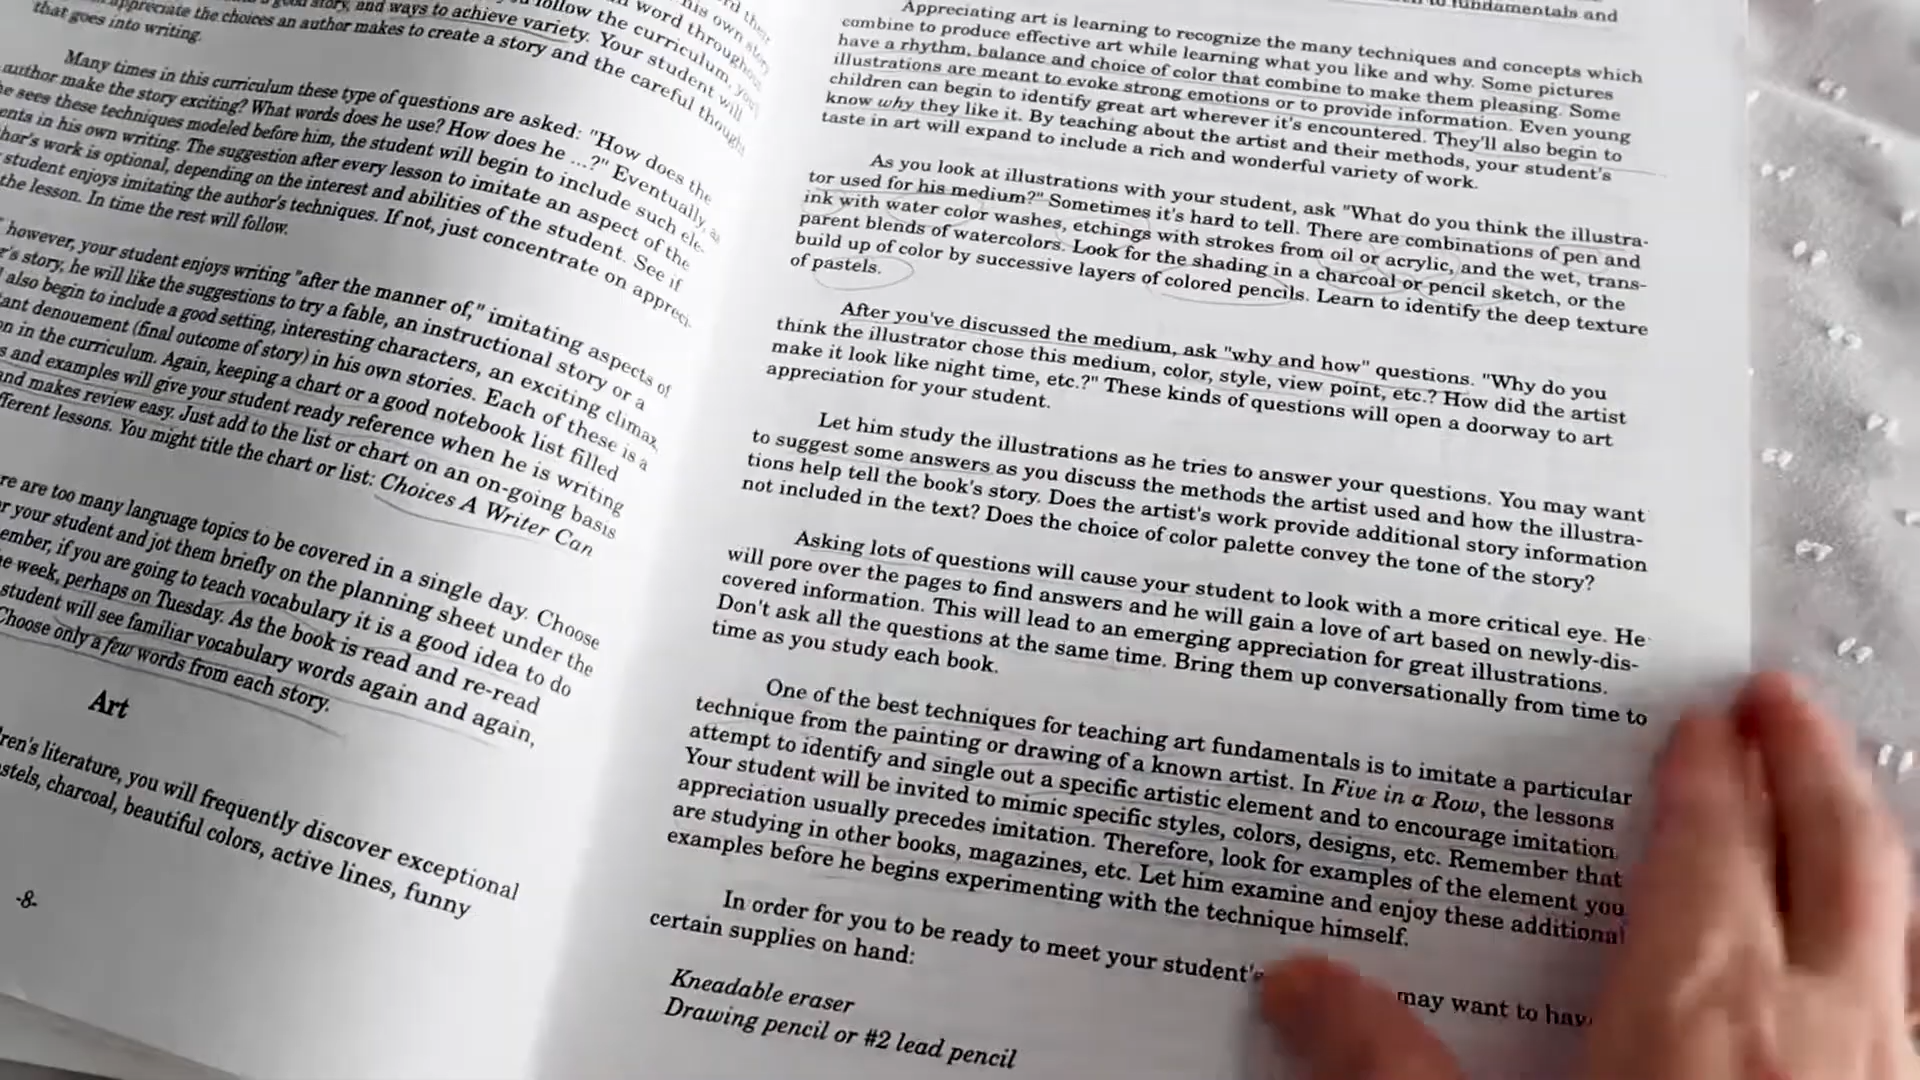 a good story, and ways to achieve variety. Your student will
appreciate the choices an author makes to create a story and the careful thought
that goes into writing.
Many times in this curriculum these type of questions are asked: "How does the
author make the story exciting? What words does he use? How does he ...?" Eventually, as
he sees these techniques modeled before him, the student will begin to include such ele-
ents in his own writing. The suggestion after every lesson to imitate an aspect of the
hor's work is optional, depending on the interest and abilities of the student. See if
student enjoys imitating the author's techniques. If not, just concentrate on appreci-
the lesson. In time the rest will follow.
however, your student enjoys writing "after the manner of," imitating aspects of
r's story, he will like the suggestions to try a fable, an instructional story or a
also begin to include a good setting, interesting characters, an exciting climax,
ant denouement (final outcome of story) in his own stories. Each of these is a
on in the curriculum. Again, keeping a chart or a good notebook list filled
s and examples will give your student ready reference when he is writing
and makes review easy. Just add to the list or chart on an on-going basis
fferent lessons. You might title the chart or list: Choices A Writer Can
re are too many language topics to be covered in a single day. Choose
r your student and jot them briefly on the planning sheet under the
ember, if you are going to teach vocabulary it is a good idea to do
he week, perhaps on Tuesday. As the book is read and re-read
student will see familiar vocabulary words again and again,
Choose only a few words from each story.
Art
ren's literature, you will frequently discover exceptional
stels, charcoal, beautiful colors, active lines, funny
-8-
to fundamentals and
Appreciating art is learning to recognize the many techniques and concepts which
combine to produce effective art while learning what you like and why. Some pictures
have a rhythm, balance and choice of color that combine to make them pleasing. Some
illustrations are meant to evoke strong emotions or to provide information. Even young
children can begin to identify great art wherever it's encountered. They'll also begin to
know why they like it. By teaching about the artist and their methods, your student's
taste in art will expand to include a rich and wonderful variety of work.
As you look at illustrations with your student, ask "What do you think the illustra-
tor used for his medium?" Sometimes it's hard to tell. There are combinations of pen and
ink with water color washes, etchings with strokes from oil or acrylic, and the wet, trans-
parent blends of watercolors. Look for the shading in a charcoal or pencil sketch, or the
build up of color by successive layers of colored pencils. Learn to identify the deep texture
of pastels.
After you've discussed the medium, ask "why and how" questions. "Why do you
think the illustrator chose this medium, color, style, view point, etc.? How did the artist
make it look like night time, etc.?" These kinds of questions will open a doorway to art
appreciation for your student.
Let him study the illustrations as he tries to answer your questions. You may want
to suggest some answers as you discuss the methods the artist used and how the illustra-
tions help tell the book's story. Does the artist's work provide additional story information
not included in the text? Does the choice of color palette convey the tone of the story?
Asking lots of questions will cause your student to look with a more critical eye. He
will pore over the pages to find answers and he will gain a love of art based on newly-dis-
covered information. This will lead to an emerging appreciation for great illustrations.
Don't ask all the questions at the same time. Bring them up conversationally from time to
time as you study each book.
One of the best techniques for teaching art fundamentals is to imitate a particular
technique from the painting or drawing of a known artist. In Five in a Row, the lessons
attempt to identify and single out a specific artistic element and to encourage imitation.
Your student will be invited to mimic specific styles, colors, designs, etc. Remember that
appreciation usually precedes imitation. Therefore, look for examples of the element you
are studying in other books, magazines, etc. Let him examine and enjoy these additional
examples before he begins experimenting with the technique himself.
In order for you to be ready to meet your student's may want to have
certain supplies on hand:
Kneadable eraser
Drawing pencil or #2 lead pencil